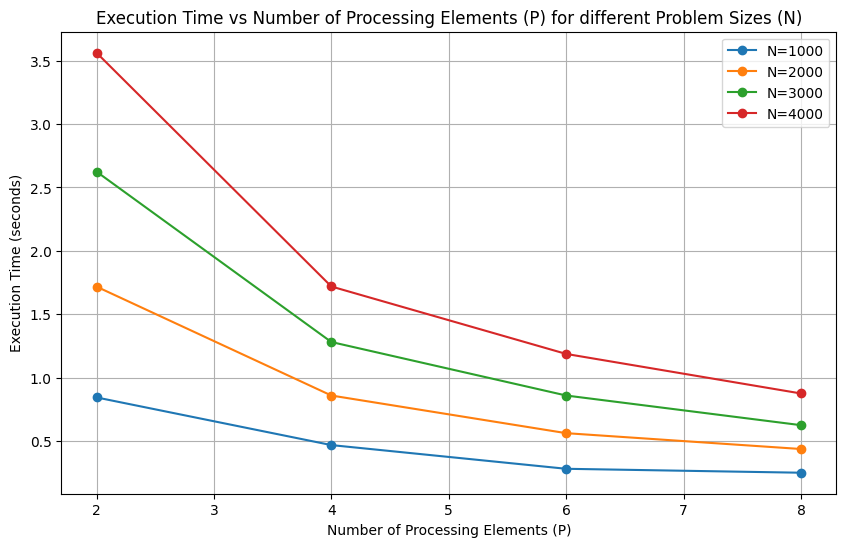 Execution Time vs Number of Processing Elements (P) for different Problem Sizes (N)
N=1000
N=2000
N=3000
N=4000
Execution Time (seconds)
3.5
3.0
2.5
2.0
1.5
1.0
0.5
2 3 4 5 6 7 8
Number of Processing Elements (P)